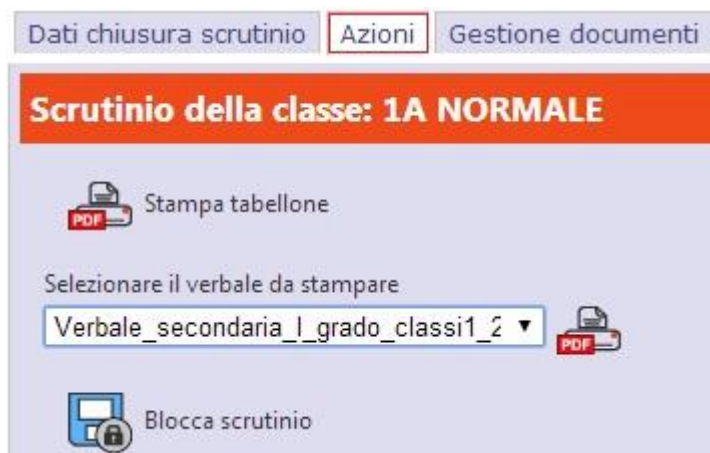 Dati chiusura scrutinio Azioni Gestione documenti
Scrutinio della classe: 1A NORMALE
PDF Stampa tabellone
Selezionare il verbale da stampare
Verbale_secondaria_I_grado_classi1_2 PDF
Blocca scrutinio